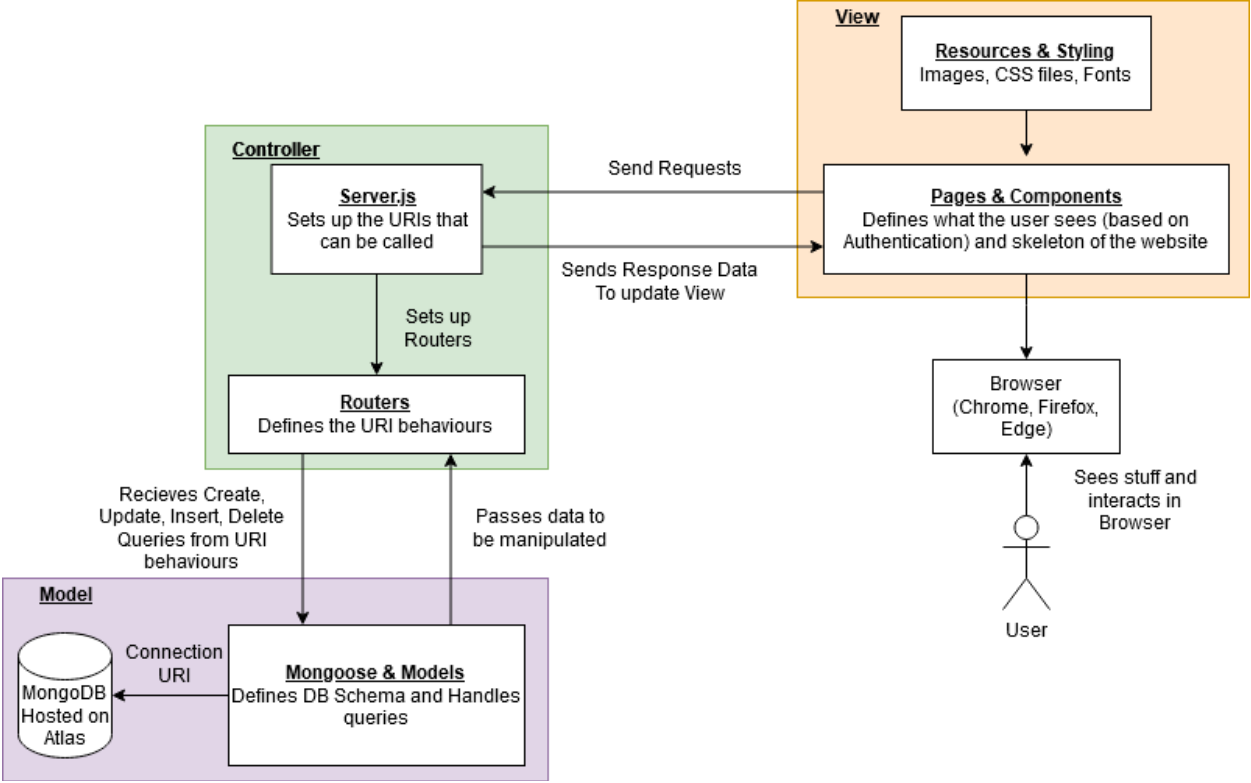 View
Resources & Styling
Images, CSS files, Fonts
Controller
Server.js
Sets up the URIs that
can be called
Send Requests
Pages & Components
Defines what the user sees (based on
Authentication) and skeleton of the website
Sends Response Data
To update View
Sets up
Routers
Routers
Defines the URI behaviours
Browser
(Chrome, Firefox,
Edge)
Sees stuff and
interacts in
Browser
User
Recieves Create,
Update, Insert, Delete
Queries from URI
behaviours
Passes data to
be manipulated
Model
MongoDB
Hosted on
Atlas
Connection
URI
Mongoose & Models
Defines DB Schema and Handles
queries